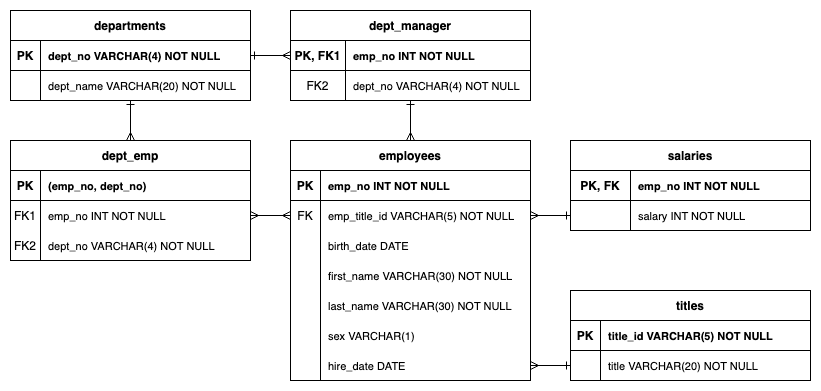 departments
PK dept_no VARCHAR(4) NOT NULL
dept_name VARCHAR(20) NOT NULL
dept_manager
PK, FK1 emp_no INT NOT NULL
FK2 dept_no VARCHAR(4) NOT NULL
dept_emp
PK (emp_no, dept_no)
FK1 emp_no INT NOT NULL
FK2 dept_no VARCHAR(4) NOT NULL
employees
PK emp_no INT NOT NULL
FK emp_title_id VARCHAR(5) NOT NULL
birth_date DATE
first_name VARCHAR(30) NOT NULL
last_name VARCHAR(30) NOT NULL
sex VARCHAR(1)
hire_date DATE
salaries
PK, FK emp_no INT NOT NULL
salary INT NOT NULL
titles
PK title_id VARCHAR(5) NOT NULL
title VARCHAR(20) NOT NULL